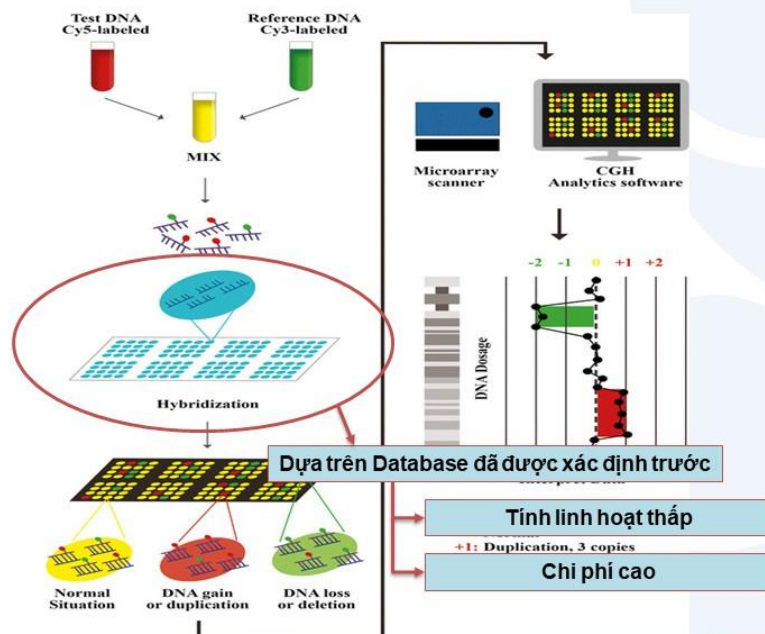 Test DNA
Cy5-labeled
Reference DNA
Cy3-labeled
MIX
Hybridization
Normal
Situation
DNA gain
or duplication
DNA loss
or deletion
Microarray
scanner
CGH
Analytics software
-2 -1 0 +1 +2
DNA Dosage
Dựa trên Database đã được xác định trước
Tính linh hoạt thấp
+1: Duplication, 3 copies
Chi phí cao